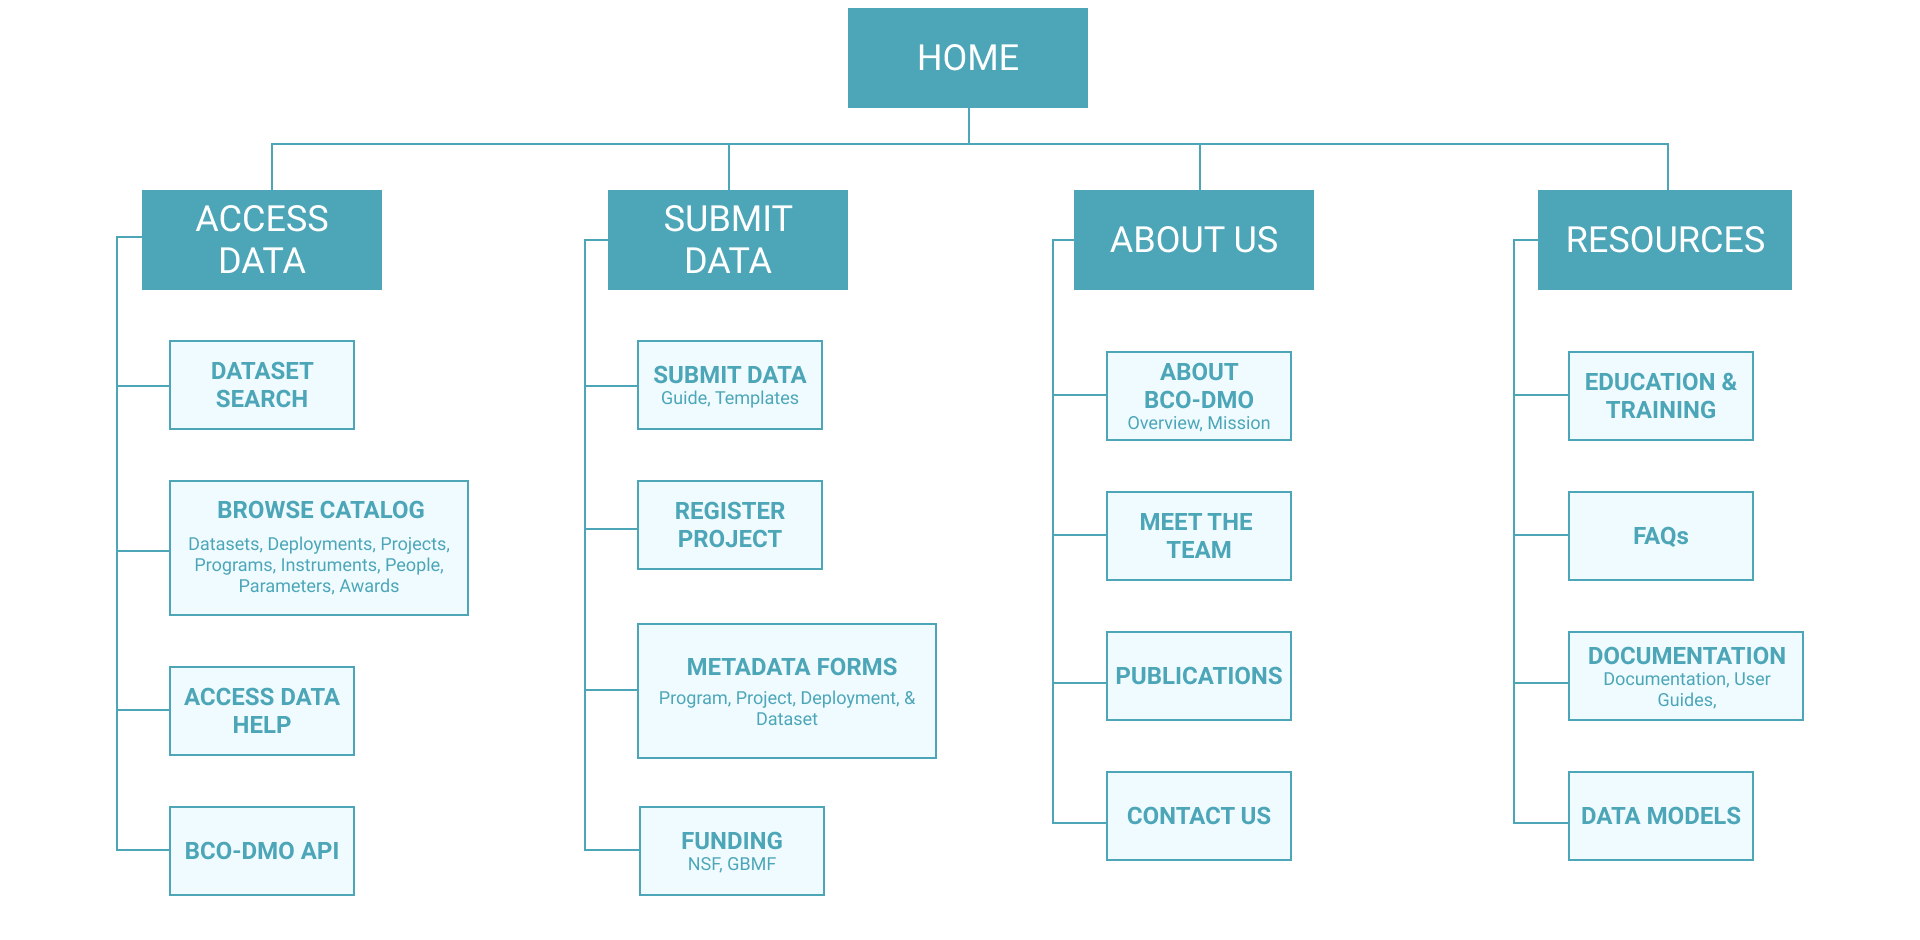 HOME
ACCESS
DATA
DATASET
SEARCH
BROWSE CATALOG
Datasets, Deployments, Projects,
Programs, Instruments, People,
Parameters, Awards
ACCESS DATA
HELP
BCO-DMO API
SUBMIT
DATA
SUBMIT DATA
Guide, Templates
REGISTER
PROJECT
METADATA FORMS
Program, Project, Deployment, &
Dataset
FUNDING
NSF, GBMF
ABOUT US
ABOUT
BCO-DMO
Overview, Mission
MEET THE
TEAM
PUBLICATIONS
CONTACT US
RESOURCES
EDUCATION &
TRAINING
FAQs
DOCUMENTATION
Documentation, User
Guides,
DATA MODELS